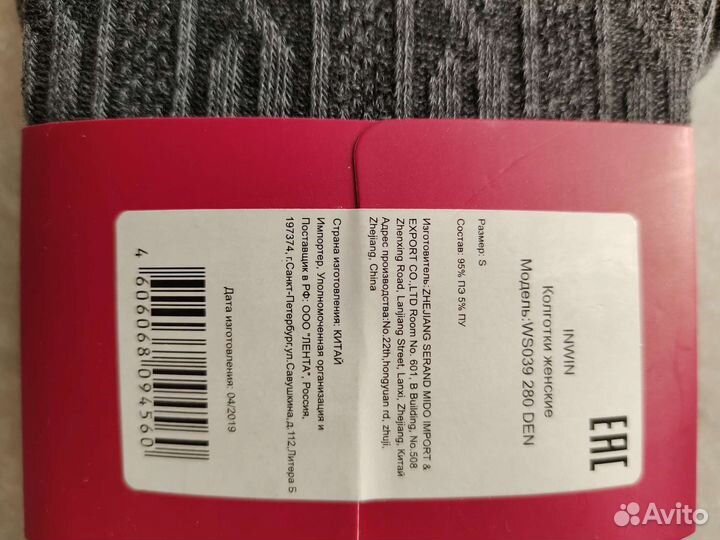 INWIN
Колготки женские
Модель:WS039 280 DEN
Размер: S
Состав: 95% ПЭ 5% ПУ
Изготовитель:ZHEJIANG SERAND MIDO IMPORT &
EXPORT CO.,LTD Room No. 601, B Building, No.508
Zhenxing Road, Lanjiang Street, Lanxi, Zhejiang, Китай
Адрес производства:No.22th,hongyuan rd, zhuji,
Zhejiang, China
Страна изготовления: КИТАЙ
Импортер, Уполномоченная организация и
Поставщик в РФ: ООО "ЛЕНТА", Россия,
197374, г.Санкт-Петербург,ул.Савушкина,д.112,Литера Б
Дата изготовления: 04/2019
4 606068 094560
EAC
Avito